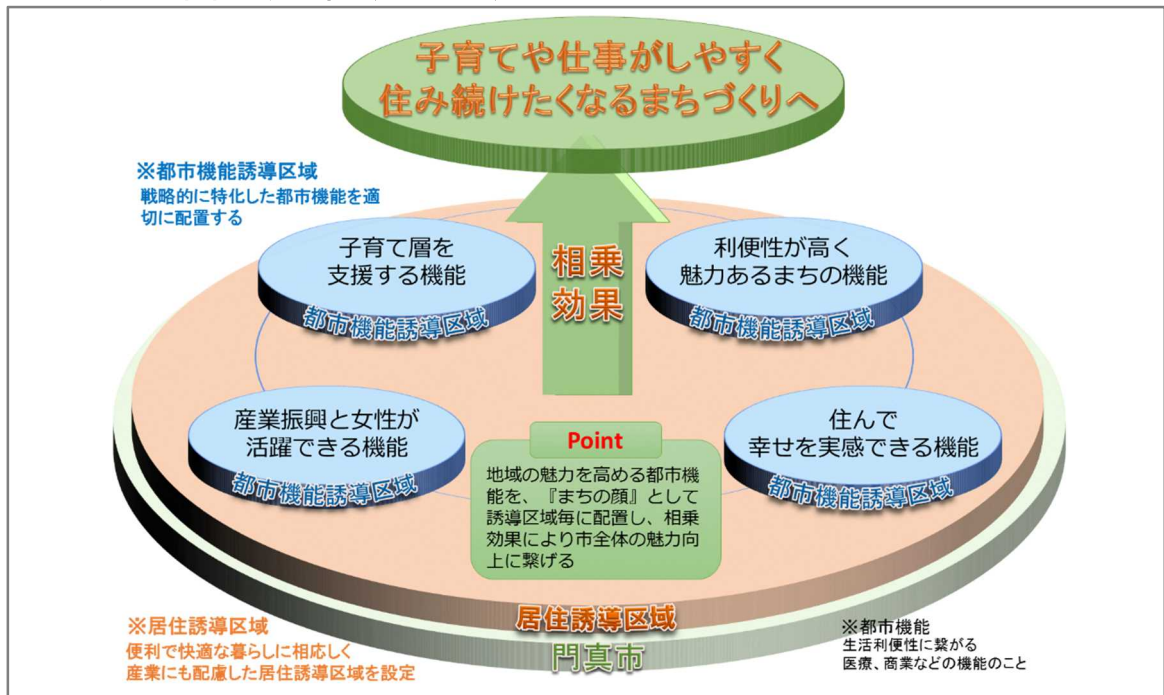 子育てや仕事がしやすく
住み続けたくなるまちづくりへ
※都市機能誘導区域
戦略的に特化した都市機能を適
切に配置する
子育て層を
支援する機能
都市機能誘導区域
相乗
効果
利便性が高く
魅力あるまちの機能
都市機能誘導区域
産業振興と女性が
活躍できる機能
都市機能誘導区域
Point
地域の魅力を高める都市機
能を、『まちの顔』として
誘導区域毎に配置し、相乗
効果により市全体の魅力向
上に繋げる
住んで
幸せを実感できる機能
都市機能誘導区域
居住誘導区域
門真市
※居住誘導区域
便利で快適な暮らしに相応しく
産業にも配慮した居住誘導区域を設定
※都市機能
生活利便性に繋がる
医療、商業などの機能のこと